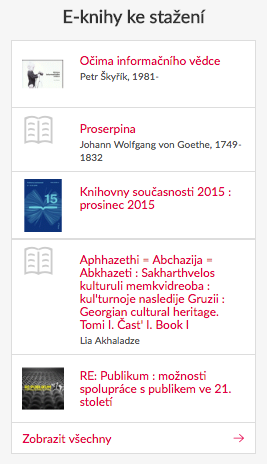 E-knihy ke stažení
Očima informačního vědce
Petr Škyřík, 1981-
Proserpina
Johann Wolfgang von Goethe, 1749-
1832
15
Knihovny současnosti 2015 :
prosinec 2015
Aphhazethi = Abchazija =
Abkhazeti : Sakharthvelos
kulturuli memkvidreoba :
kul'turnoje nasledije Gruzii :
Georgian cultural heritage.
Tomi I. Čast' I. Book I
Lia Akhaladze
RE: Publikum : možnosti
spolupráce s publikem ve 21.
století
Zobrazit všechny